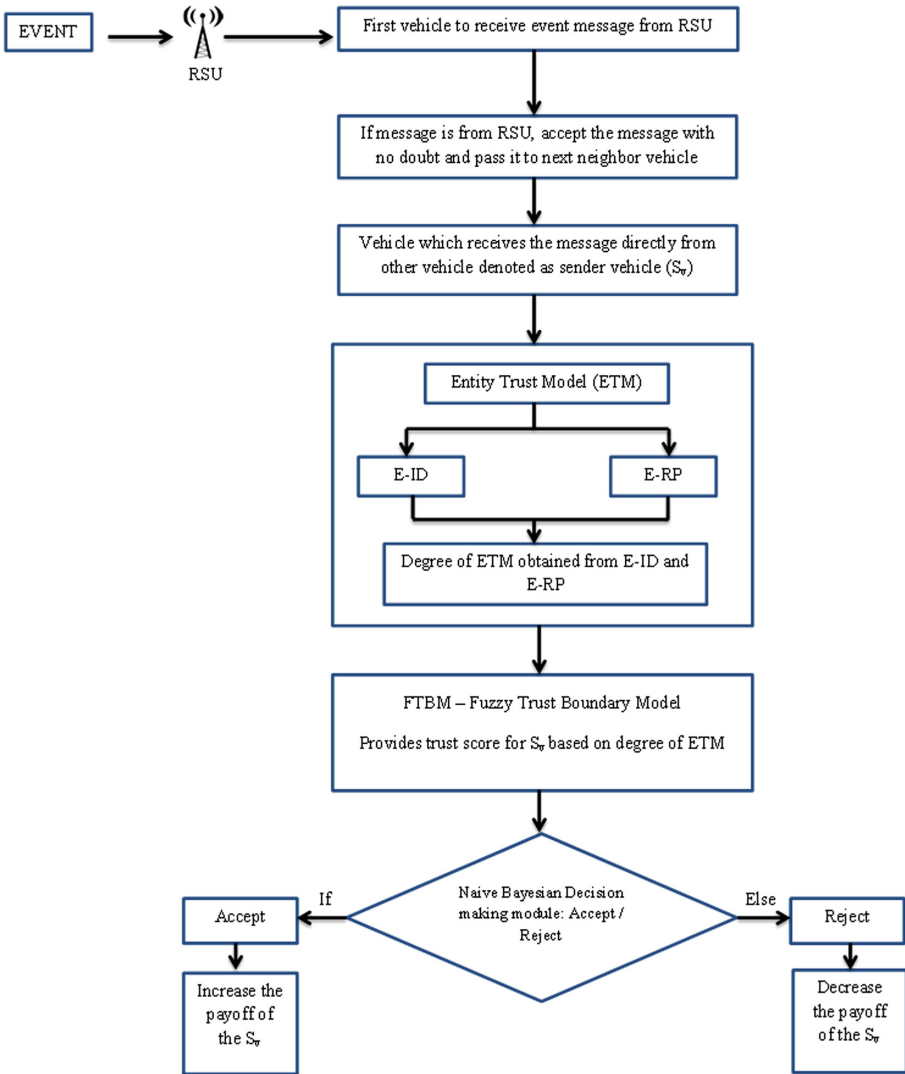 EVENT
RSU
First vehicle to receive event message from RSU
If message is from RSU, accept the message with
no doubt and pass it to next neighbor vehicle
Vehicle which receives the message directly from
other vehicle denoted as sender vehicle (Sᵥ)
Entity Trust Model (ETM)
E-ID
E-RP
Degree of ETM obtained from E-ID and
E-RP
FTBM – Fuzzy Trust Boundary Model
Provides trust score for Sᵥ based on degree of ETM
Naive Bayesian Decision
making module: Accept /
Reject
If
Else
Accept
Reject
Increase the
payoff of
the Sᵥ
Decrease
the payoff
of the Sᵥ